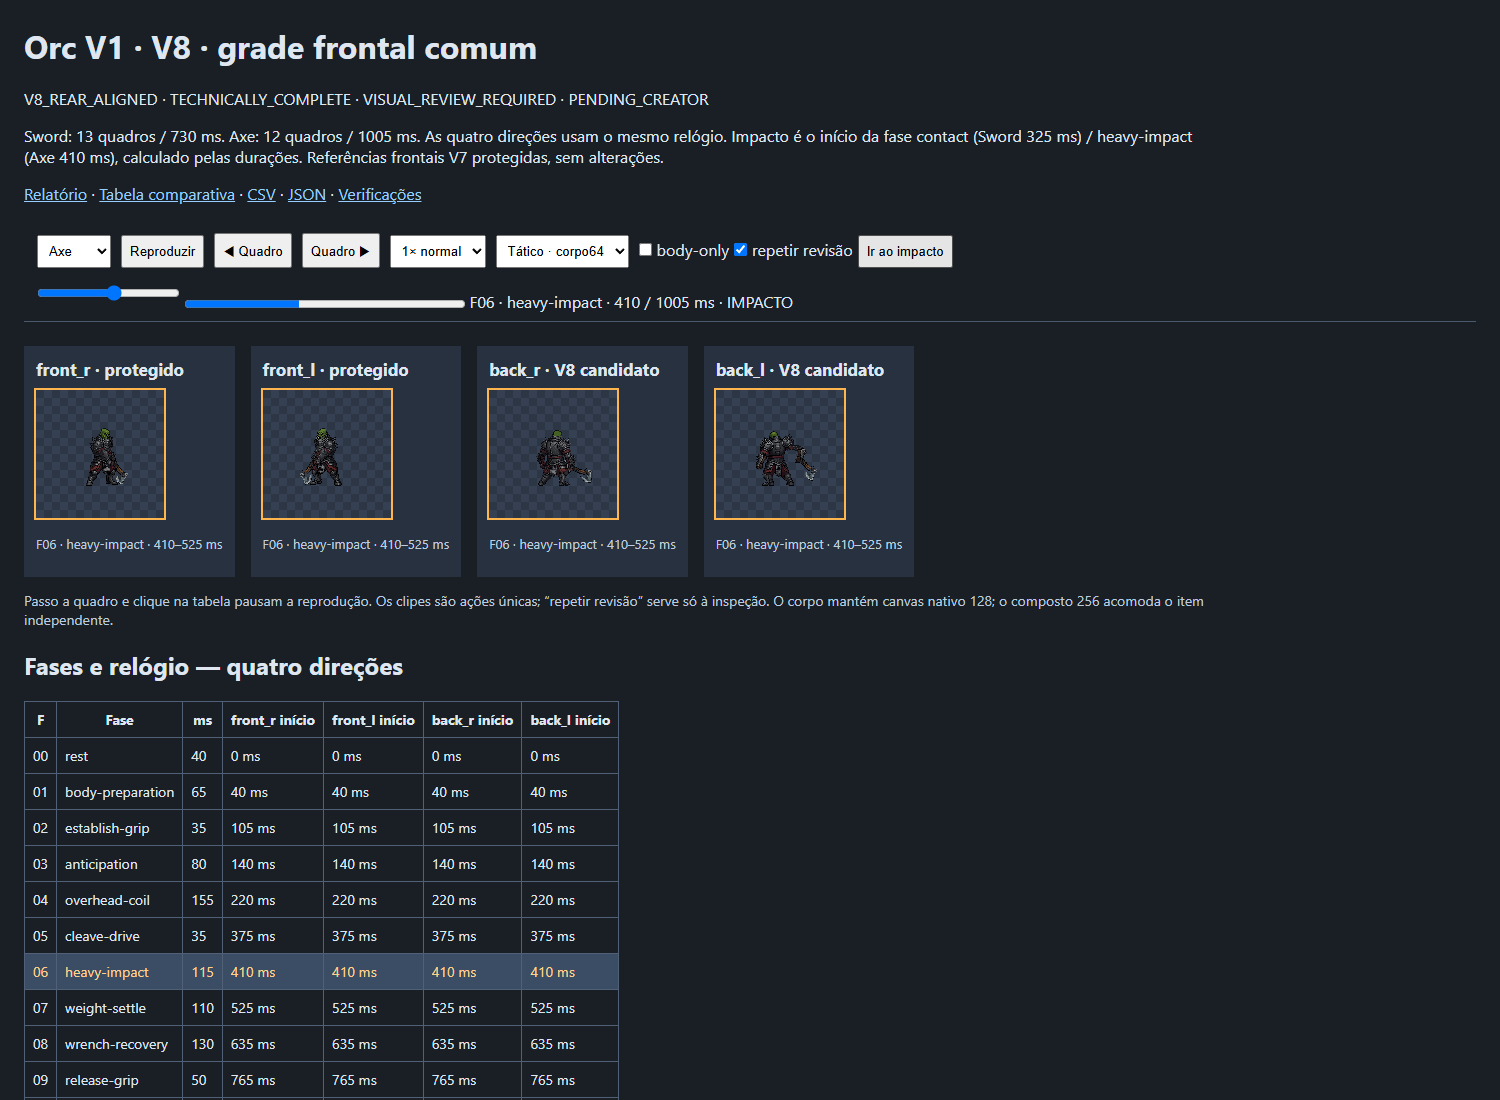 Orc V1 · V8 · grade frontal comum
V8_REAR_ALIGNED · TECHNICALLY_COMPLETE · VISUAL_REVIEW_REQUIRED · PENDING_CREATOR
Sword: 13 quadros / 730 ms. Axe: 12 quadros / 1005 ms. As quatro direções usam o mesmo relógio. Impacto é o início da fase contact (Sword 325 ms) / heavy-impact
(Axe 410 ms), calculado pelas durações. Referências frontais V7 protegidas, sem alterações.
Relatório · Tabela comparativa · CSV · JSON · Verificações
Axe Reproduzir ◀ Quadro Quadro ▶ 1× normal Tático · corpo64 body-only repetir revisão Ir ao impacto
F06 · heavy-impact · 410 / 1005 ms · IMPACTO
front_r · protegido front_l · protegido back_r · V8 candidato back_l · V8 candidato
F06 · heavy-impact · 410–525 ms F06 · heavy-impact · 410–525 ms F06 · heavy-impact · 410–525 ms F06 · heavy-impact · 410–525 ms
Passo a quadro e clique na tabela pausam a reprodução. Os clipes são ações únicas; “repetir revisão” serve só à inspeção. O corpo mantém canvas nativo 128; o composto 256 acomoda o item
independente.
Fases e relógio — quatro direções
F Fase ms front_r início front_l início back_r início back_l início
00 rest 40 0 ms 0 ms 0 ms 0 ms
01 body-preparation 65 40 ms 40 ms 40 ms 40 ms
02 establish-grip 35 105 ms 105 ms 105 ms 105 ms
03 anticipation 80 140 ms 140 ms 140 ms 140 ms
04 overhead-coil 155 220 ms 220 ms 220 ms 220 ms
05 cleave-drive 35 375 ms 375 ms 375 ms 375 ms
06 heavy-impact 115 410 ms 410 ms 410 ms 410 ms
07 weight-settle 110 525 ms 525 ms 525 ms 525 ms
08 wrench-recovery 130 635 ms 635 ms 635 ms 635 ms
09 release-grip 50 765 ms 765 ms 765 ms 765 ms